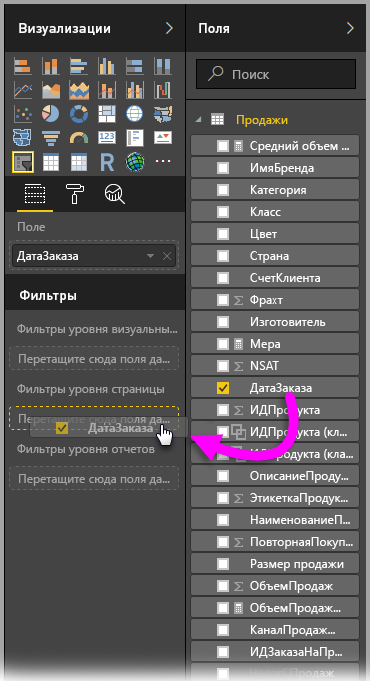 Визуализации
Поля
Поиск
Продажи
Средний объем ...
ИмяБренда
Категория
Класс
Цвет
Страна
СчетКлиента
Фрахт
Изготовитель
Мера
NSAT
ДатаЗаказа
ИДПродукта
ИДПродукта (кл...
ИДПродукта (кла...
ОписаниеПроду...
ЭтикеткаПродук...
НаименованиеП...
ПовторнаяПокуп...
Размер продажи
ОбъемПродаж
ОбъемПродаж...
КаналПродаж...
ИДЗаказаНаПр...
123
R
Поле
ДатаЗаказа
Фильтры
Фильтры уровня визуальны...
Перетащите сюда поля да...
Фильтры уровня страницы
Перетащите сюда поля да...
ДатаЗаказа
Фильтры уровня отчетов
Перетащите сюда поля да...